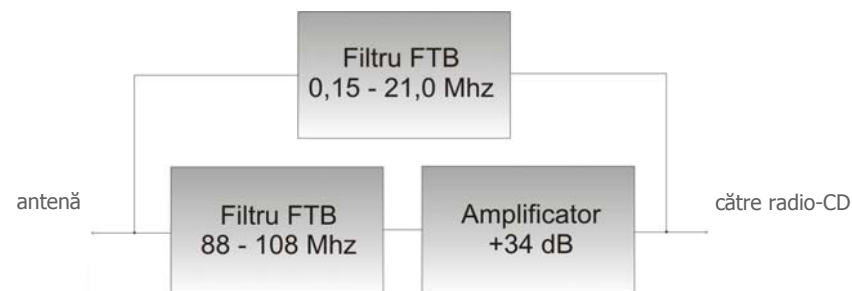 Filtru FTB
0,15 - 21,0 Mhz
antenă
Filtru FTB
88 - 108 Mhz
Amplificator
+34 dB
către radio-CD